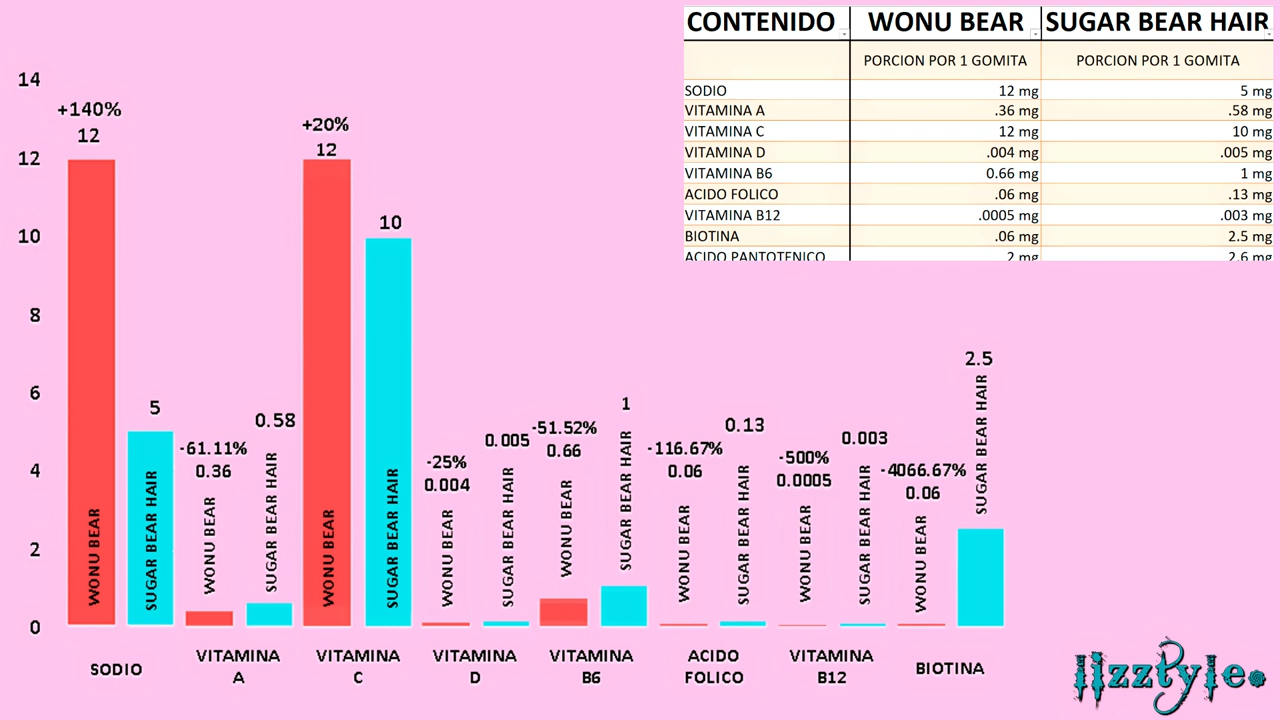 CONTENIDO WONU BEAR SUGAR BEAR HAIR
PORCION POR 1 GOMITA PORCION POR 1 GOMITA
SODIO 12 mg 5 mg
VITAMINA A .36 mg .58 mg
VITAMINA C 12 mg 10 mg
VITAMINA D .004 mg .005 mg
VITAMINA B6 0.66 mg 1 mg
ACIDO FOLICO .06 mg .13 mg
VITAMINA B12 .0005 mg .003 mg
BIOTINA .06 mg 2.5 mg
ACIDO PANTOTENICO 2 mg 2.6 mg
14
12
10
8
6
4
2
0
+140%
12
WONU BEAR
5
SUGAR BEAR HAIR
SODIO
-61.11%
0.36
WONU BEAR
0.58
SUGAR BEAR HAIR
VITAMINA
A
+20%
12
WONU BEAR
10
SUGAR BEAR HAIR
VITAMINA
C
-25%
0.004
WONU BEAR
0.005
SUGAR BEAR HAIR
VITAMINA
D
-51.52%
0.66
WONU BEAR
1
SUGAR BEAR HAIR
VITAMINA
B6
-116.67%
0.06
WONU BEAR
0.13
SUGAR BEAR HAIR
ACIDO
FOLICO
-500%
0.0005
WONU BEAR
0.003
SUGAR BEAR HAIR
VITAMINA
B12
-4066.67%
0.06
WONU BEAR
2.5
SUGAR BEAR HAIR
BIOTINA
lizztyle.